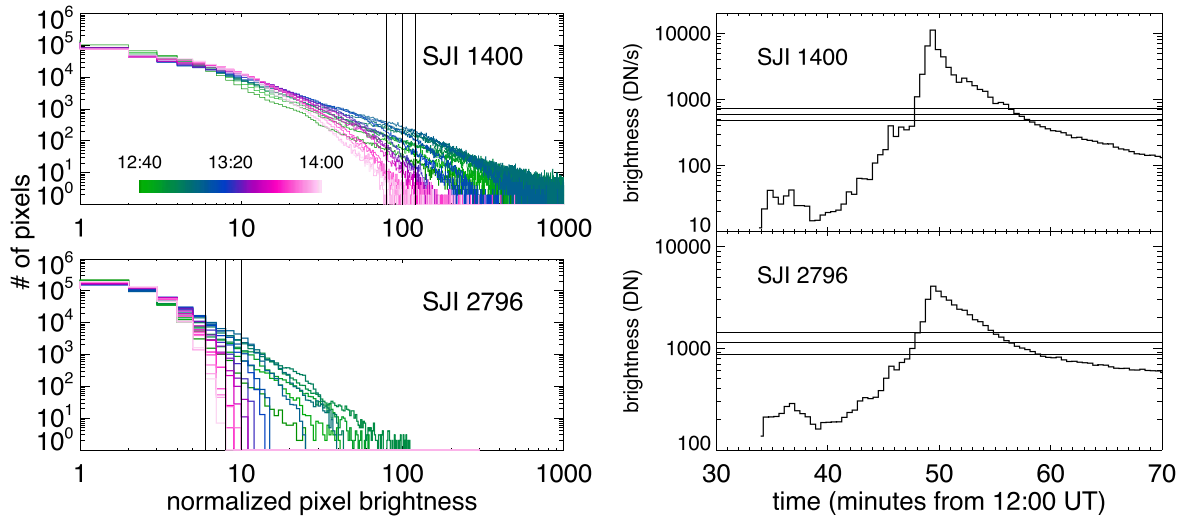 # of pixels
10^6
10^5
10^4
10^3
10^2
10^1
10^0
SJI 1400
12:40 13:20 14:00
1 10 100 1000
10^6
10^5
10^4
10^3
10^2
10^1
10^0
SJI 2796
1 10 100 1000
normalized pixel brightness
brightness (DN/s)
10000
1000
100
10
SJI 1400
brightness (DN)
10000
1000
100
SJI 2796
30 40 50 60 70
time (minutes from 12:00 UT)